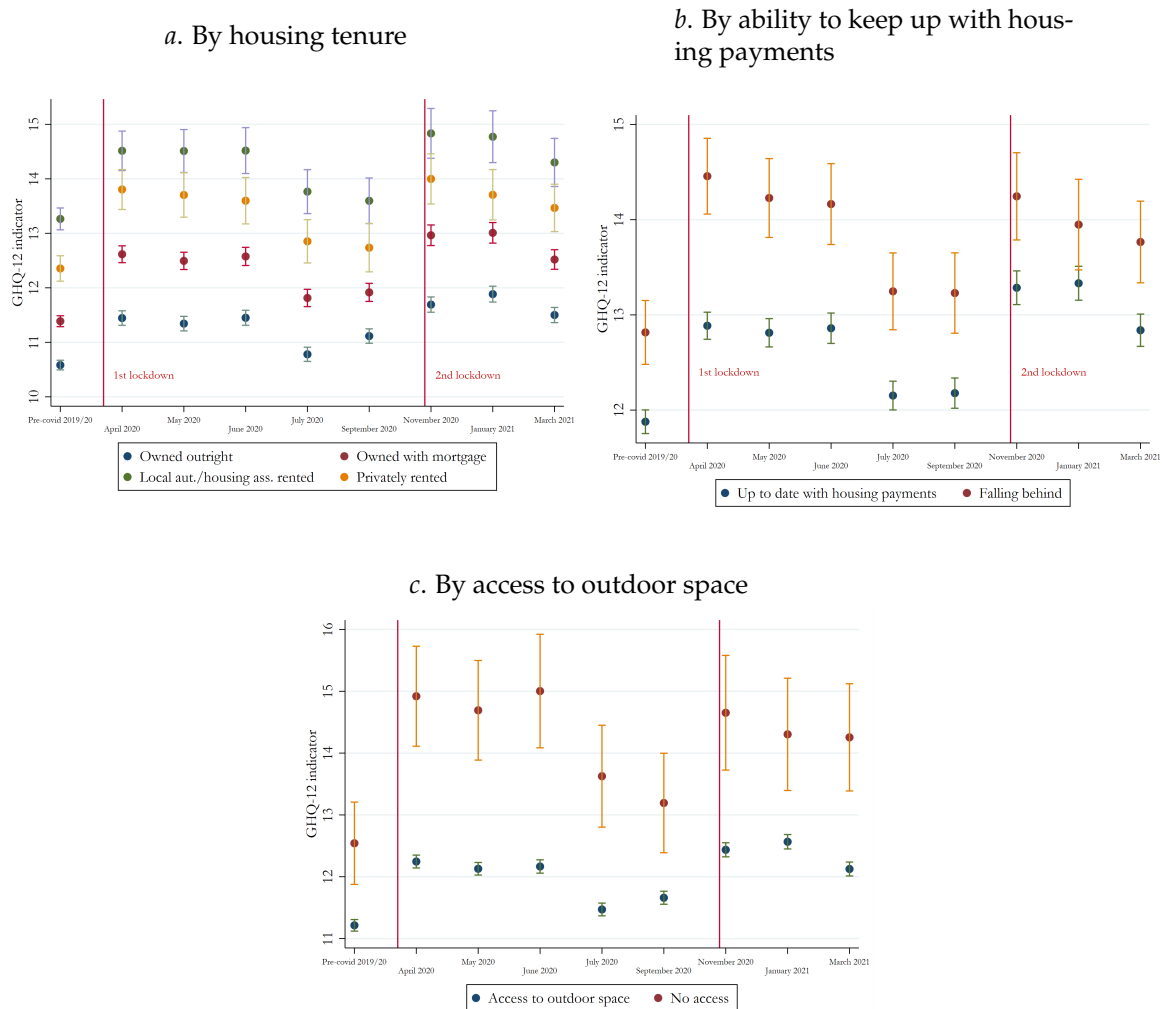 a. By housing tenure
GHQ-12 indicator
15
14
13
12
11
10
1st lockdown
2nd lockdown
Pre-covid 2019/20
April 2020
May 2020
June 2020
July 2020
September 2020
November 2020
January 2021
March 2021
Owned outright
Owned with mortgage
Local aut./housing ass. rented
Privately rented
b. By ability to keep up with hous-
ing payments
GHQ-12 indicator
15
14
13
12
1st lockdown
2nd lockdown
Pre-covid 2019/20
April 2020
May 2020
June 2020
July 2020
September 2020
November 2020
January 2021
March 2021
Up to date with housing payments
Falling behind
c. By access to outdoor space
GHQ-12 indicator
16
15
14
13
12
11
Pre-covid 2019/20
April 2020
May 2020
June 2020
July 2020
September 2020
November 2020
January 2021
March 2021
Access to outdoor space
No access